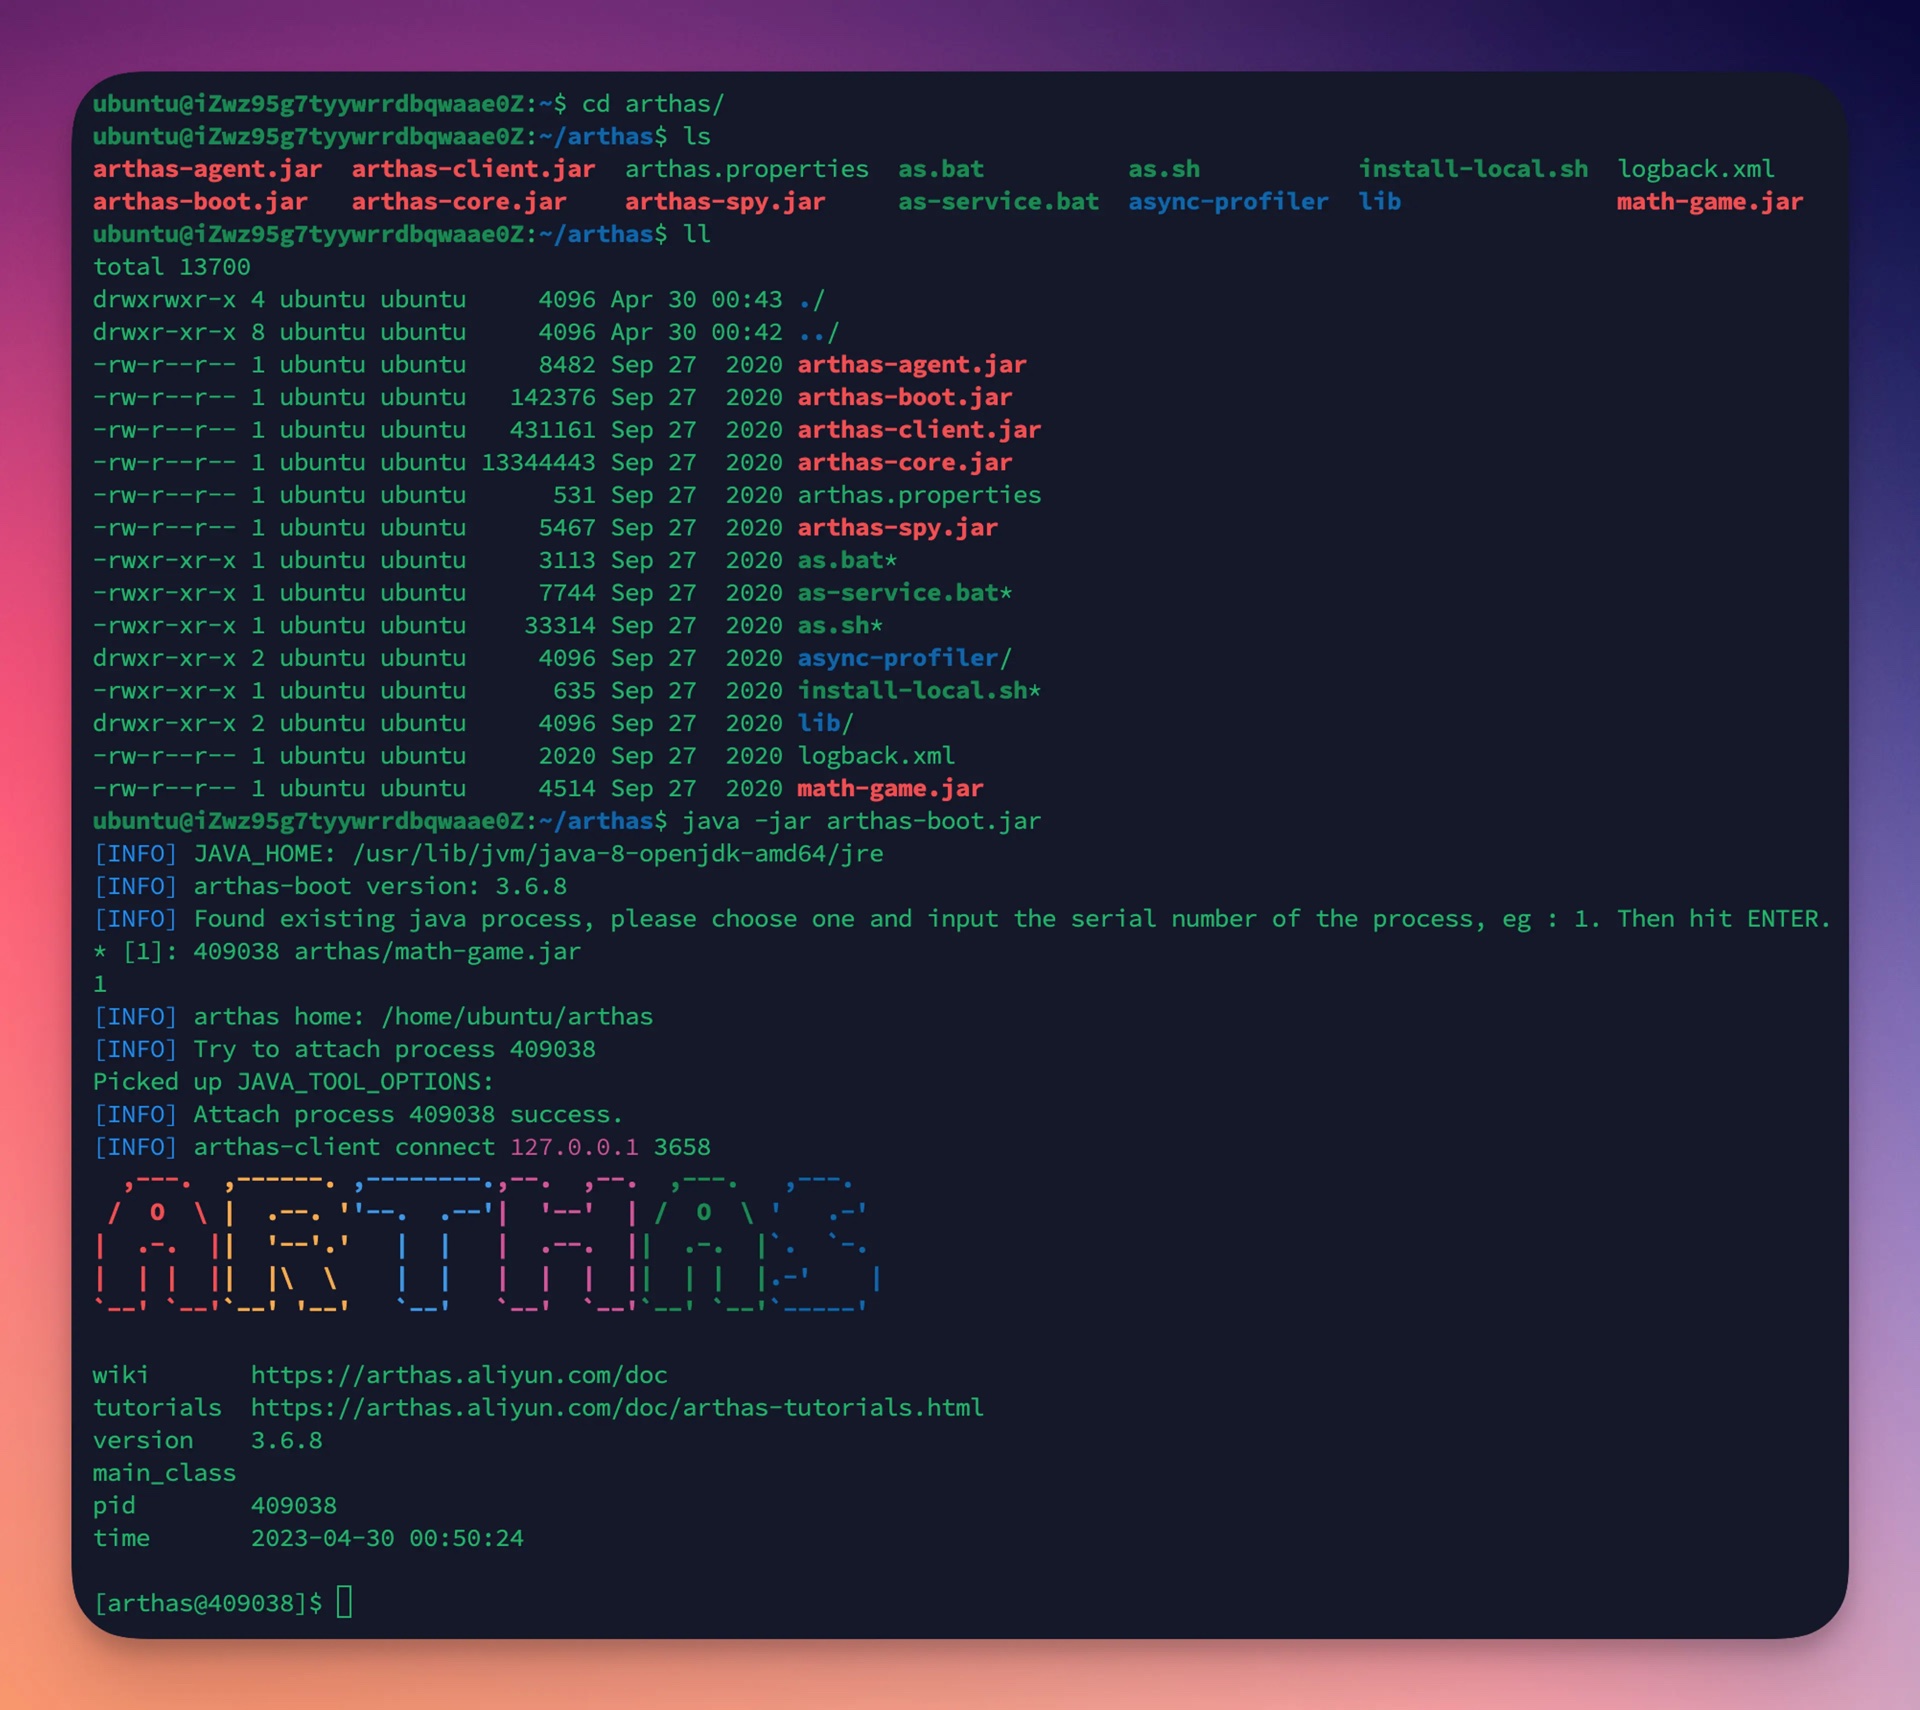 ubuntu@iZwz95g7tyywrrdbqwaae0Z:~$ cd arthas/
ubuntu@iZwz95g7tyywrrdbqwaae0Z:~/arthas$ ls
arthas-agent.jar  arthas-client.jar  arthas.properties  as.bat          as.sh           install-local.sh  logback.xml
arthas-boot.jar   arthas-core.jar    arthas-spy.jar     as-service.bat  async-profiler  lib               math-game.jar
ubuntu@iZwz95g7tyywrrdbqwaae0Z:~/arthas$ ll
total 13700
drwxrwxr-x 4 ubuntu ubuntu     4096 Apr 30 00:43 ./
drwxr-xr-x 8 ubuntu ubuntu     4096 Apr 30 00:42 ../
-rw-r--r-- 1 ubuntu ubuntu     8482 Sep 27  2020 arthas-agent.jar
-rw-r--r-- 1 ubuntu ubuntu   142376 Sep 27  2020 arthas-boot.jar
-rw-r--r-- 1 ubuntu ubuntu   431161 Sep 27  2020 arthas-client.jar
-rw-r--r-- 1 ubuntu ubuntu 13344443 Sep 27  2020 arthas-core.jar
-rw-r--r-- 1 ubuntu ubuntu      531 Sep 27  2020 arthas.properties
-rw-r--r-- 1 ubuntu ubuntu     5467 Sep 27  2020 arthas-spy.jar
-rwxr-xr-x 1 ubuntu ubuntu     3113 Sep 27  2020 as.bat*
-rwxr-xr-x 1 ubuntu ubuntu     7744 Sep 27  2020 as-service.bat*
-rwxr-xr-x 1 ubuntu ubuntu    33314 Sep 27  2020 as.sh*
drwxr-xr-x 2 ubuntu ubuntu     4096 Sep 27  2020 async-profiler/
-rwxr-xr-x 1 ubuntu ubuntu      635 Sep 27  2020 install-local.sh*
drwxr-xr-x 2 ubuntu ubuntu     4096 Sep 27  2020 lib/
-rw-r--r-- 1 ubuntu ubuntu     2020 Sep 27  2020 logback.xml
-rw-r--r-- 1 ubuntu ubuntu     4514 Sep 27  2020 math-game.jar
ubuntu@iZwz95g7tyywrrdbqwaae0Z:~/arthas$ java -jar arthas-boot.jar
[INFO] JAVA_HOME: /usr/lib/jvm/java-8-openjdk-amd64/jre
[INFO] arthas-boot version: 3.6.8
[INFO] Found existing java process, please choose one and input the serial number of the process, eg : 1. Then hit ENTER.
* [1]: 409038 arthas/math-game.jar
1
[INFO] arthas home: /home/ubuntu/arthas
[INFO] Try to attach process 409038
Picked up JAVA_TOOL_OPTIONS:
[INFO] Attach process 409038 success.
[INFO] arthas-client connect 127.0.0.1 3658
ARTHAS
wiki       https://arthas.aliyun.com/doc
tutorials  https://arthas.aliyun.com/doc/arthas-tutorials.html
version    3.6.8
main_class
pid        409038
time       2023-04-30 00:50:24
[arthas@409038]$